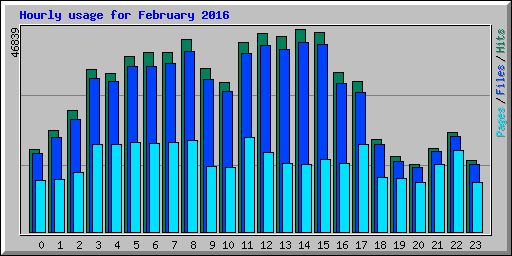 Hourly usage for February 2016
46839
Pages/Files/Hits
0 1 2 3 4 5 6 7 8 9 10 11 12 13 14 15 16 17 18 19 20 21 22 23